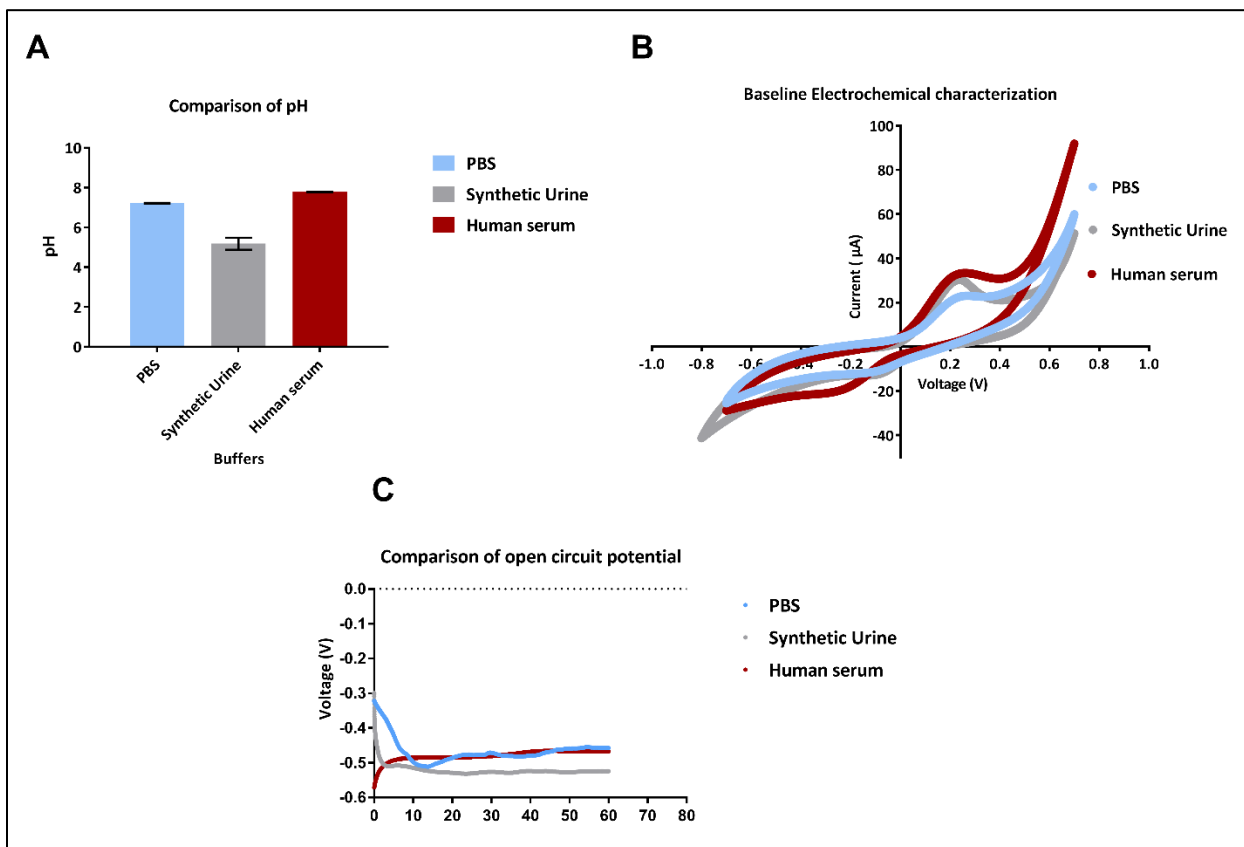 A
Comparison of pH
10
8
6
4
2
0
pH
PBS
Synthetic Urine
Human serum
Buffers
PBS
Synthetic Urine
Human serum
B
Baseline Electrochemical characterization
100
80
60
40
20
-20
-40
Current ( µA)
-1.0 -0.8 -0.6 -0.4 -0.2 0.2 0.4 0.6 0.8 1.0
Voltage (V)
PBS
Synthetic Urine
Human serum
C
Comparison of open circuit potential
0.0
-0.1
-0.2
-0.3
-0.4
-0.5
-0.6
Voltage (V)
0 10 20 30 40 50 60 70 80
PBS
Synthetic Urine
Human serum